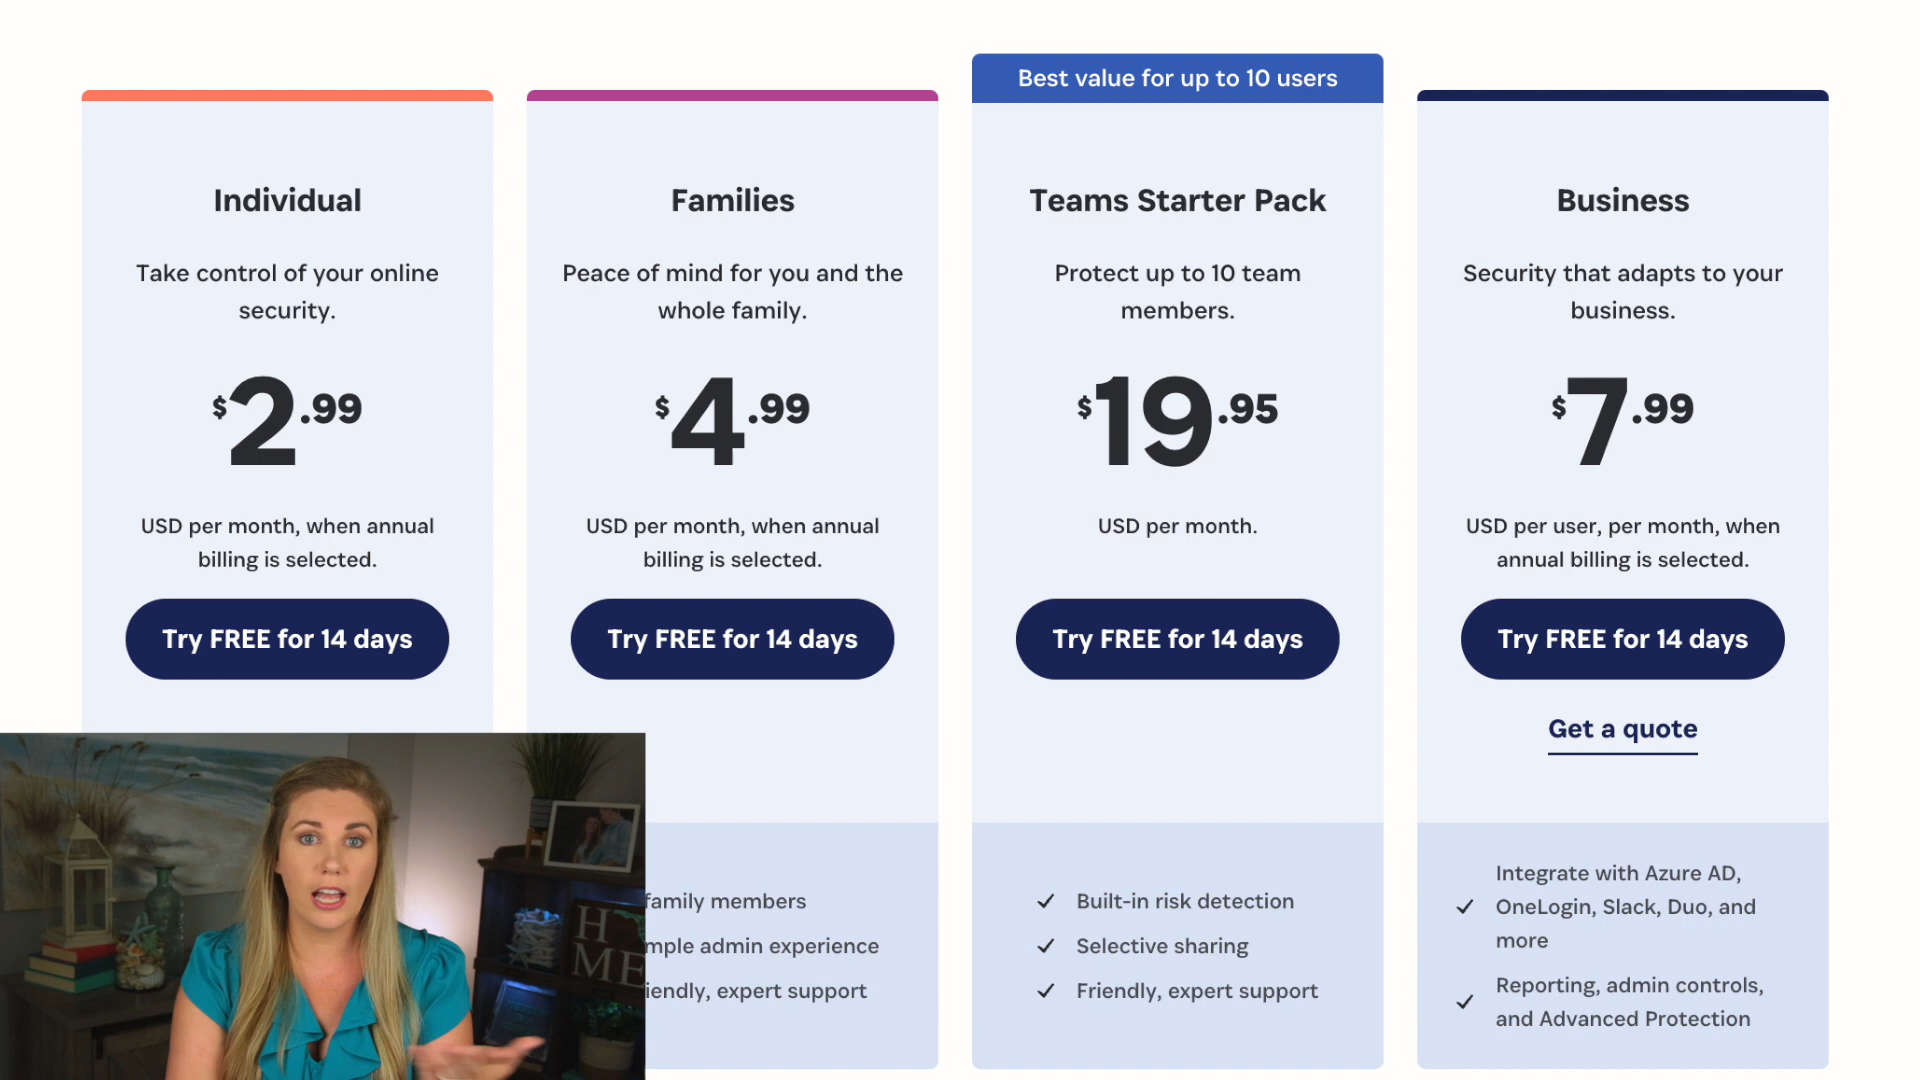 Best value for up to 10 users
Individual
Take control of your online
security.
$2.99
USD per month, when annual
billing is selected.
Try FREE for 14 days
Families
Peace of mind for you and the
whole family.
$4.99
USD per month, when annual
billing is selected.
Try FREE for 14 days
family members
admin experience
expert support
Teams Starter Pack
Protect up to 10 team
members.
$19.95
USD per month.
Try FREE for 14 days
Built-in risk detection
Selective sharing
Friendly, expert support
Business
Security that adapts to your
business.
$7.99
USD per user, per month, when
annual billing is selected.
Try FREE for 14 days
Get a quote
Integrate with Azure AD,
OneLogin, Slack, Duo, and
more
Reporting, admin controls,
and Advanced Protection
H
ME